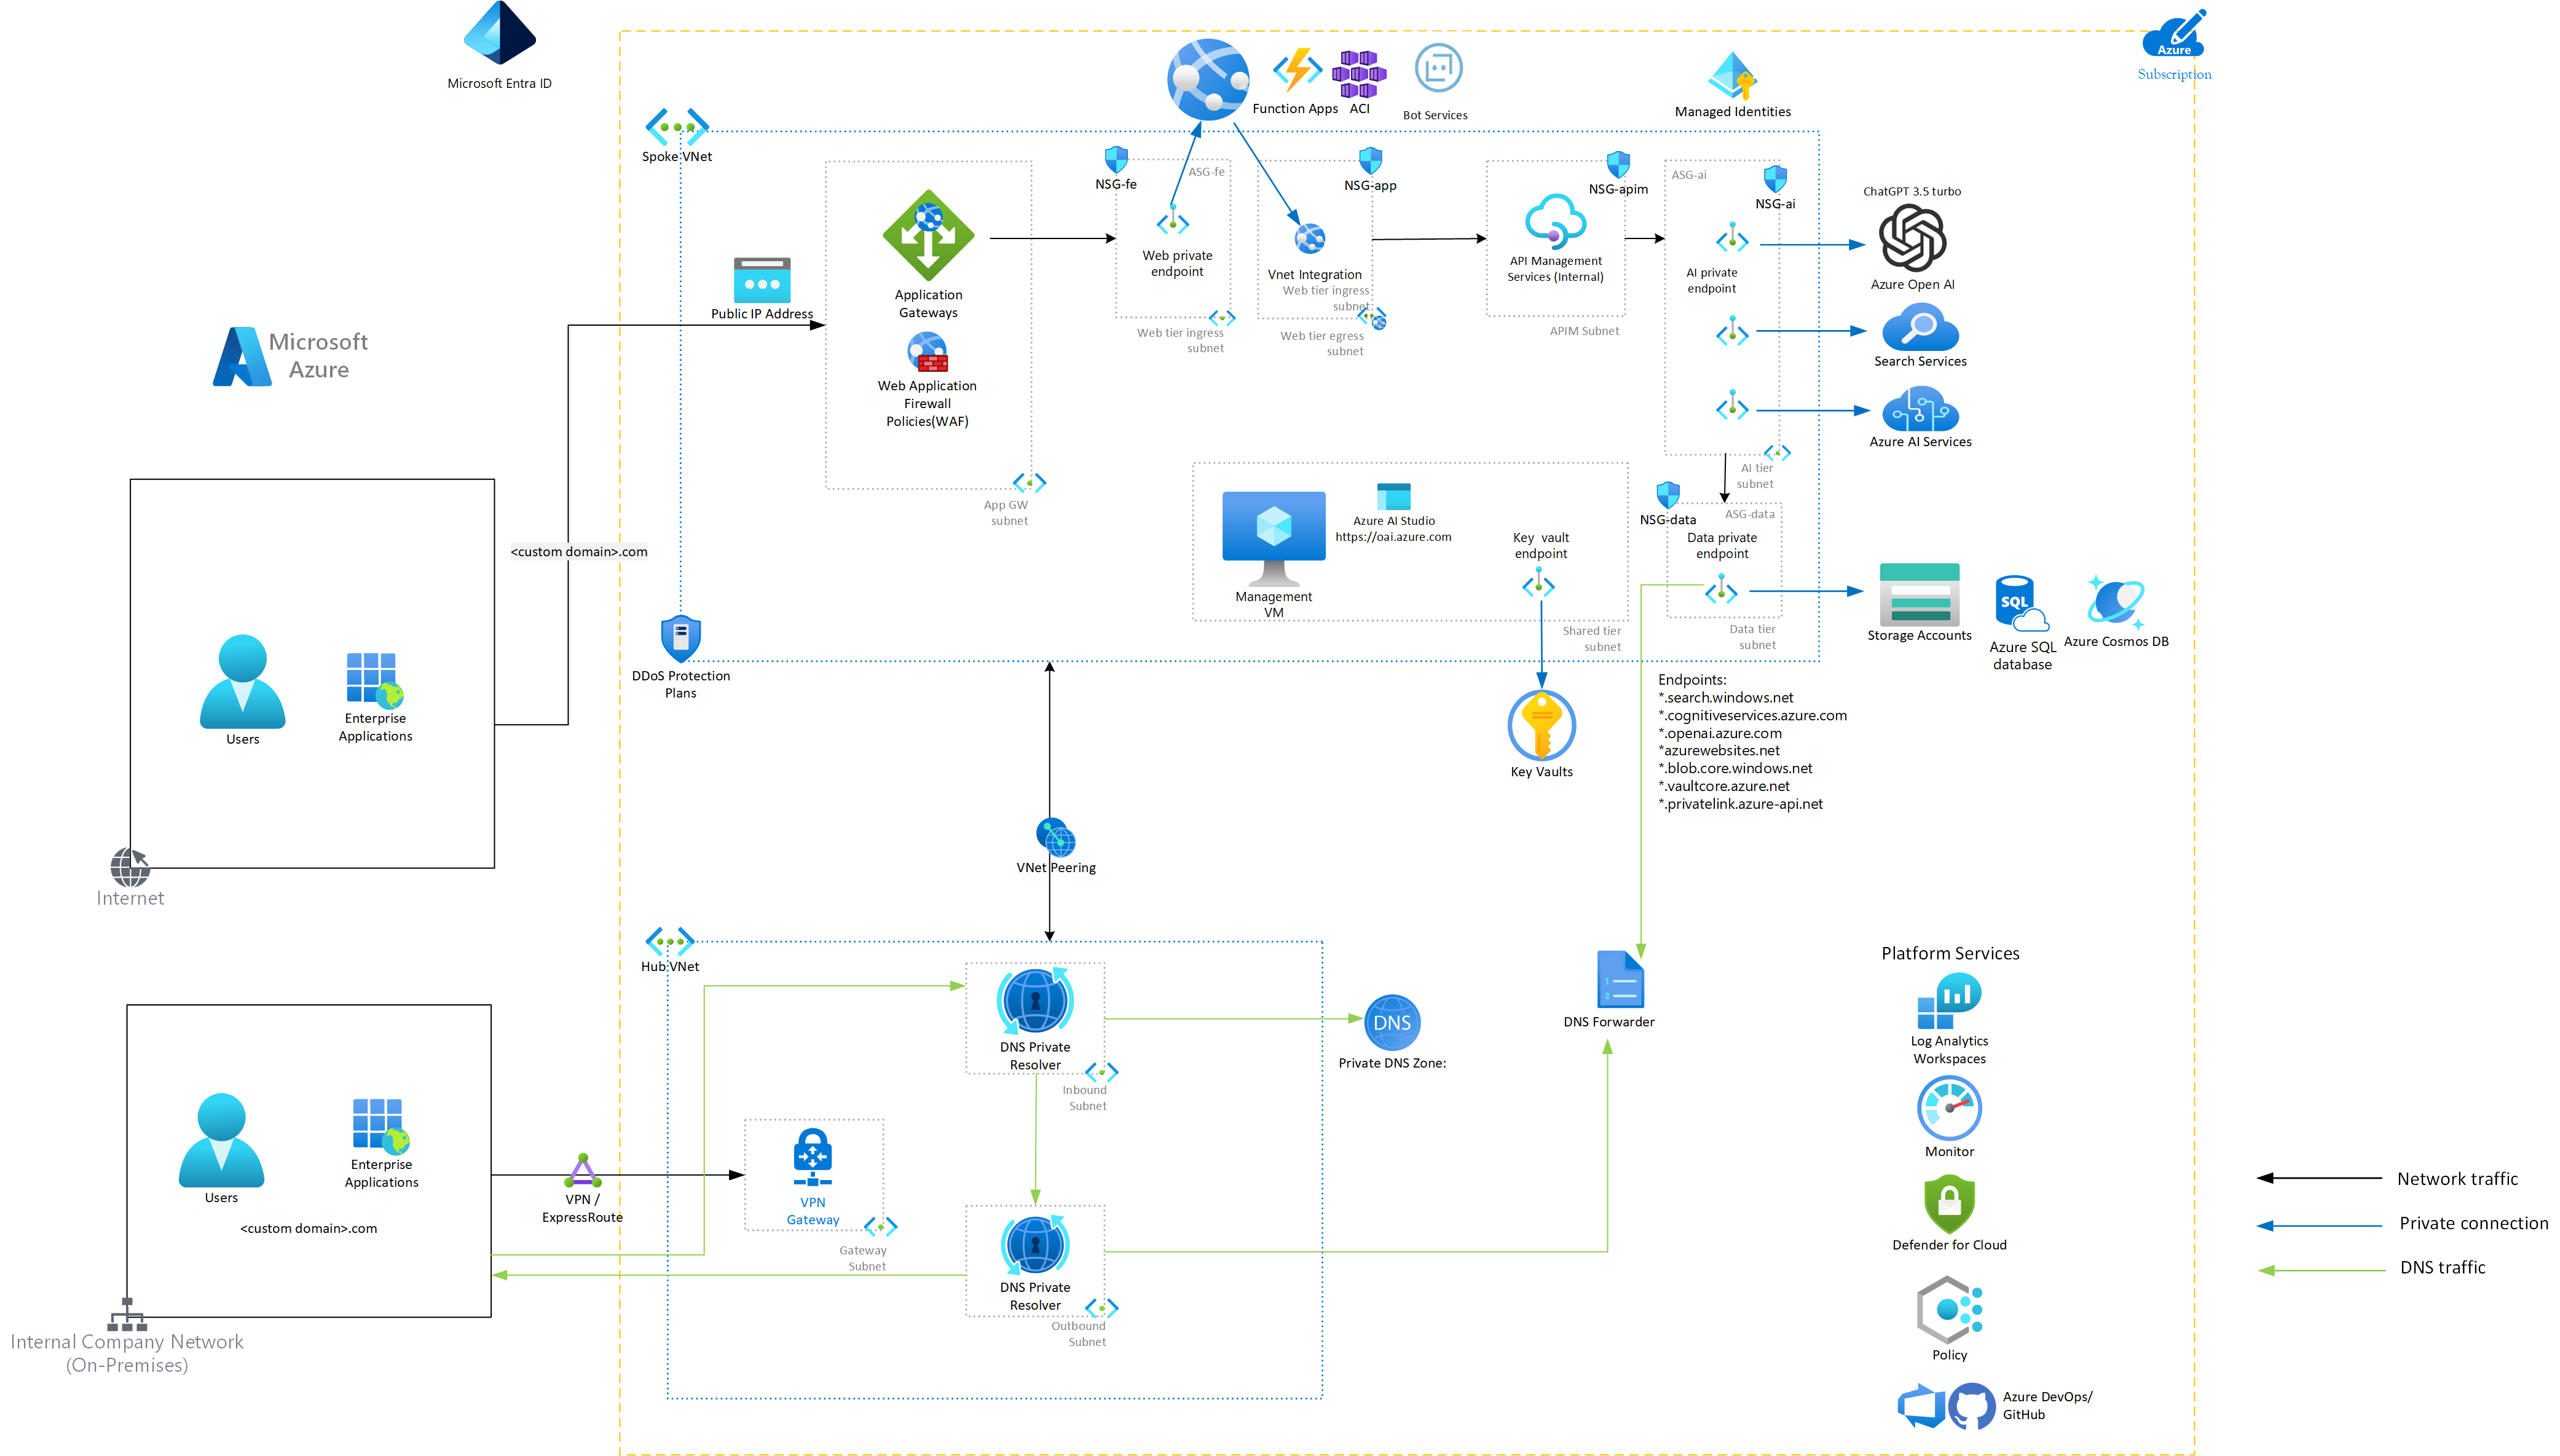 Microsoft Entra ID
Azure
Subscription
Function Apps
ACI
Bot Services
Managed Identities
Spoke VNet
NSG-fe
ASG-fe
NSG-app
NSG-apim
ASG-ai
NSG-ai
ChatGPT 3.5 turbo
Azure Open AI
Web private
endpoint
Vnet Integration
Web tier ingress
subnet
API Management
Services (Internal)
AI private
endpoint
Application
Gateways
Public IP Address
Web tier ingress
subnet
Web tier egress
subnet
APIM Subnet
Microsoft
Azure
Web Application
Firewall
Policies(WAF)
Search Services
Azure AI Services
AI tier
subnet
App GW
subnet
<custom domain>.com
Azure AI Studio
https://oai.azure.com
Key vault
endpoint
Management
VM
Shared tier
subnet
NSG-data
ASG-data
Data private
endpoint
Data tier
subnet
Storage Accounts
SQL
Azure SQL
database
Azure Cosmos DB
DDoS Protection
Plans
Users
Enterprise
Applications
Internet
Key Vaults
Endpoints:
*.search.windows.net
*.cognitiveservices.azure.com
*.openai.azure.com
*azurewebsites.net
*.blob.core.windows.net
*.vaultcore.azure.net
*.privatelink.azure-api.net
VNet Peering
Hub VNet
DNS Private
Resolver
Inbound
Subnet
DNS
Private DNS Zone:
1
2
DNS Forwarder
Platform Services
Log Analytics
Workspaces
Monitor
Defender for Cloud
Policy
Azure DevOps/
GitHub
Users
Enterprise
Applications
<custom domain>.com
VPN /
ExpressRoute
VPN
Gateway
Gateway
Subnet
DNS Private
Resolver
Outbound
Subnet
Internal Company Network
(On-Premises)
Network traffic
Private connection
DNS traffic